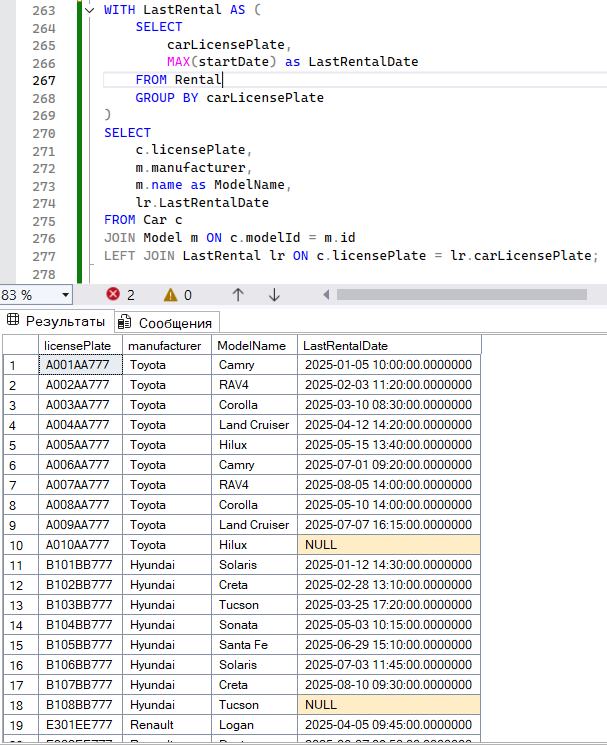 263 WITH LastRental AS (
264 SELECT
265 carLicensePlate,
266 MAX(startDate) as LastRentalDate
267 FROM Rental
268 GROUP BY carLicensePlate
269 )
270 SELECT
271 c.licensePlate,
272 m.manufacturer,
273 m.name as ModelName,
274 lr.LastRentalDate
275 FROM Car c
276 JOIN Model m ON c.modelId = m.id
277 LEFT JOIN LastRental lr ON c.licensePlate = lr.carLicensePlate;
278
83 % 2 0
Результаты Сообщения
licensePlate manufacturer ModelName LastRentalDate
1 A001AA777 Toyota Camry 2025-01-05 10:00:00.0000000
2 A002AA777 Toyota RAV4 2025-02-03 11:20:00.0000000
3 A003AA777 Toyota Corolla 2025-03-10 08:30:00.0000000
4 A004AA777 Toyota Land Cruiser 2025-04-12 14:20:00.0000000
5 A005AA777 Toyota Hilux 2025-05-15 13:40:00.0000000
6 A006AA777 Toyota Camry 2025-07-01 09:20:00.0000000
7 A007AA777 Toyota RAV4 2025-08-05 14:00:00.0000000
8 A008AA777 Toyota Corolla 2025-05-10 14:00:00.0000000
9 A009AA777 Toyota Land Cruiser 2025-07-07 16:15:00.0000000
10 A010AA777 Toyota Hilux NULL
11 B101BB777 Hyundai Solaris 2025-01-12 14:30:00.0000000
12 B102BB777 Hyundai Creta 2025-02-28 13:10:00.0000000
13 B103BB777 Hyundai Tucson 2025-03-25 17:20:00.0000000
14 B104BB777 Hyundai Sonata 2025-05-03 10:15:00.0000000
15 B105BB777 Hyundai Santa Fe 2025-06-29 15:10:00.0000000
16 B106BB777 Hyundai Solaris 2025-07-03 11:45:00.0000000
17 B107BB777 Hyundai Creta 2025-08-10 09:30:00.0000000
18 B108BB777 Hyundai Tucson NULL
19 E301EE777 Renault Logan 2025-04-05 09:45:00.0000000